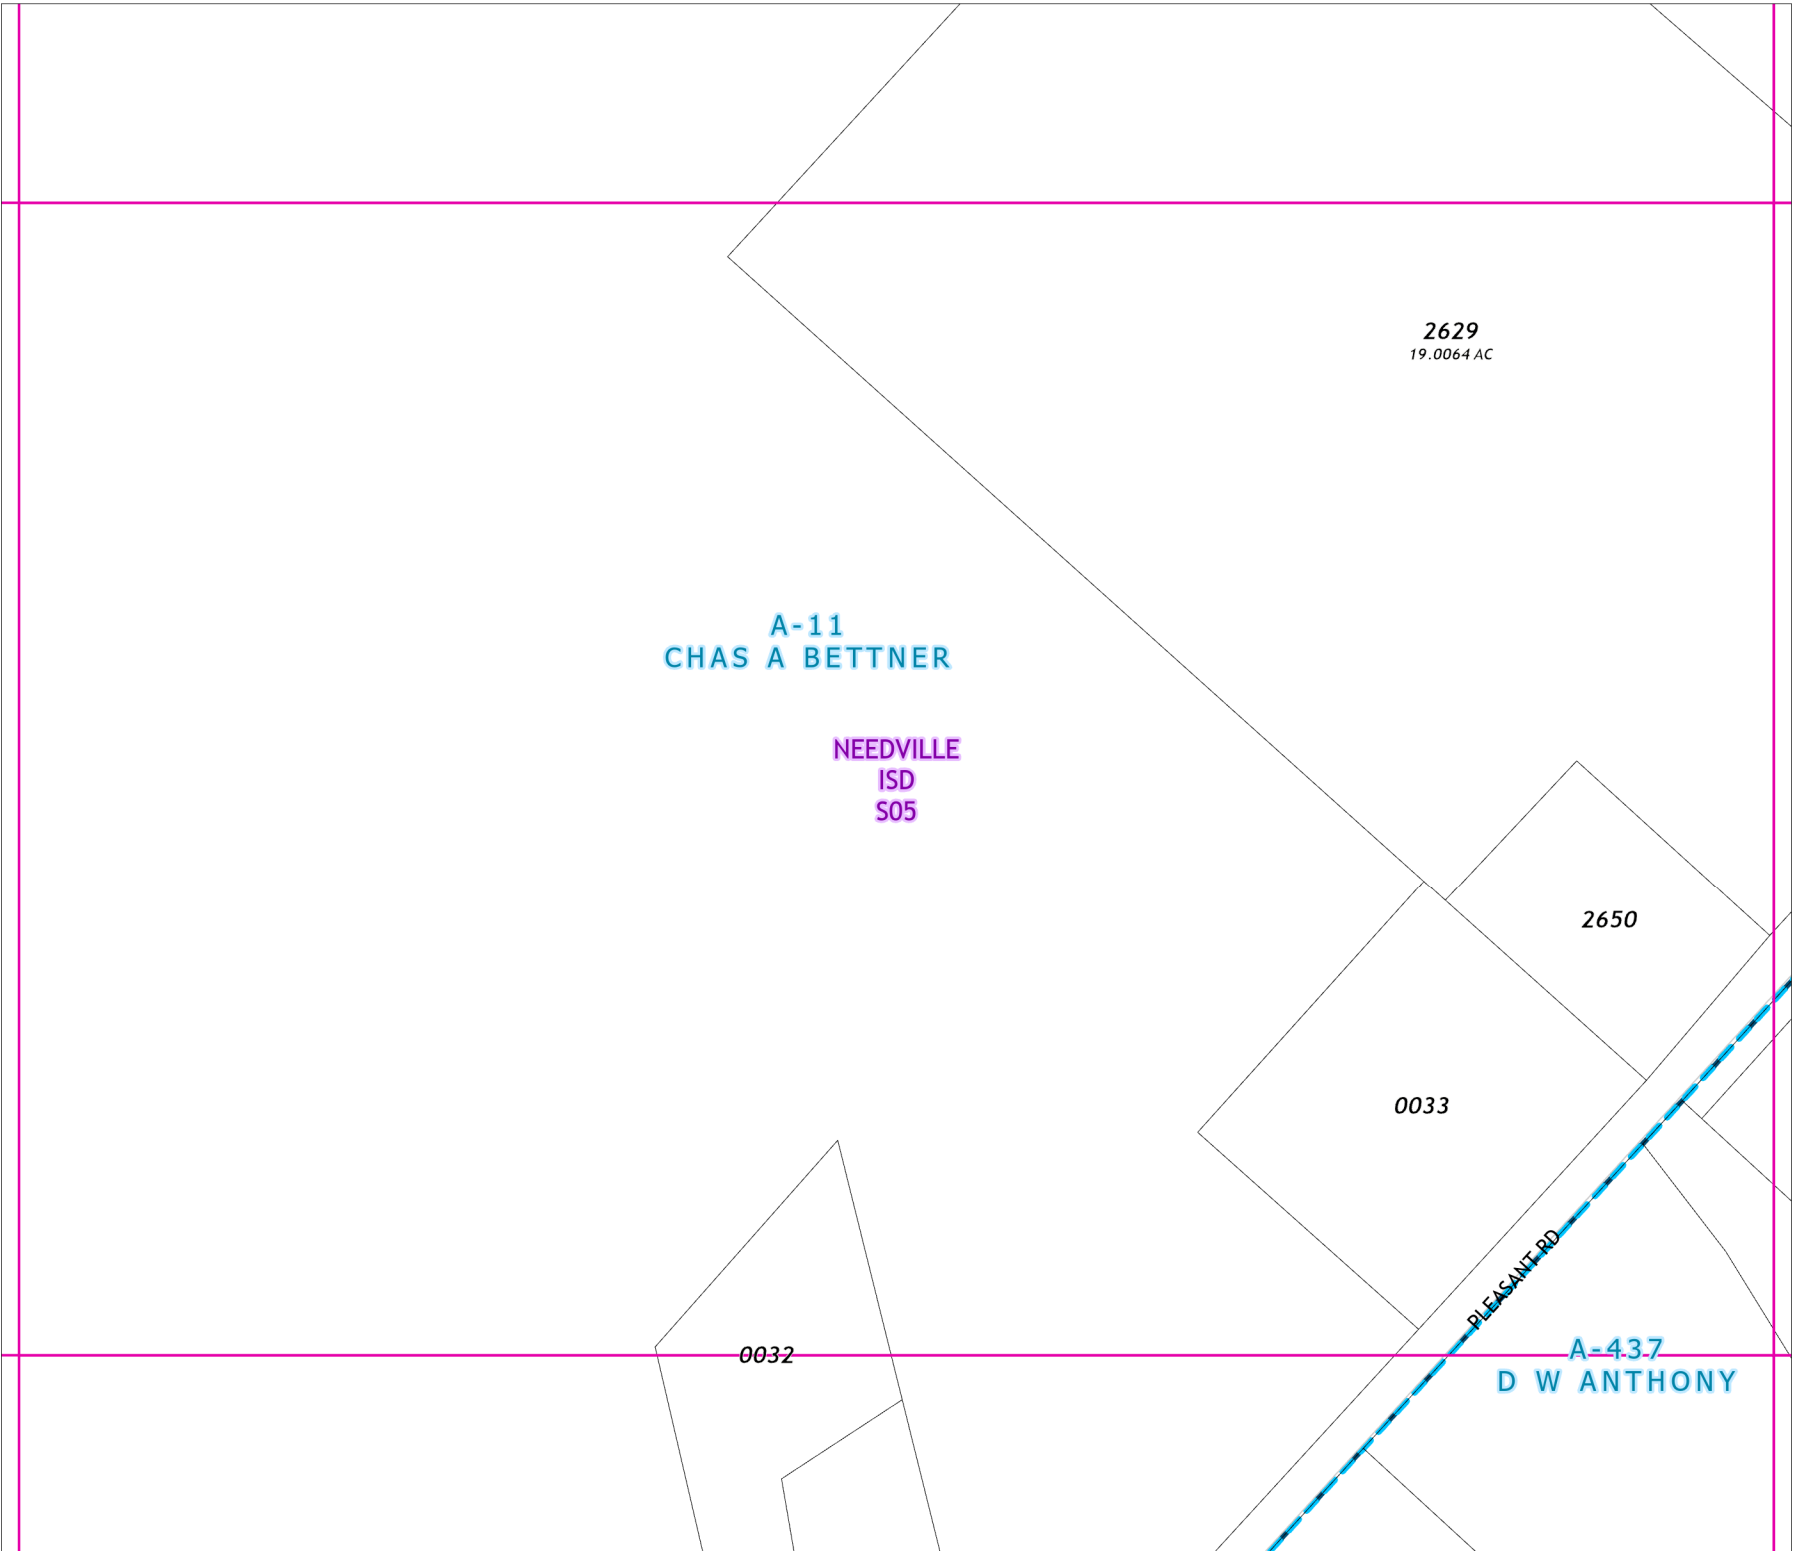 2629
19.0064 AC
A-11
CHAS A BETTNER
NEEDVILLE
ISD
S05
2650
0033
PLEASANT RD
0032
A-437
D W ANTHONY